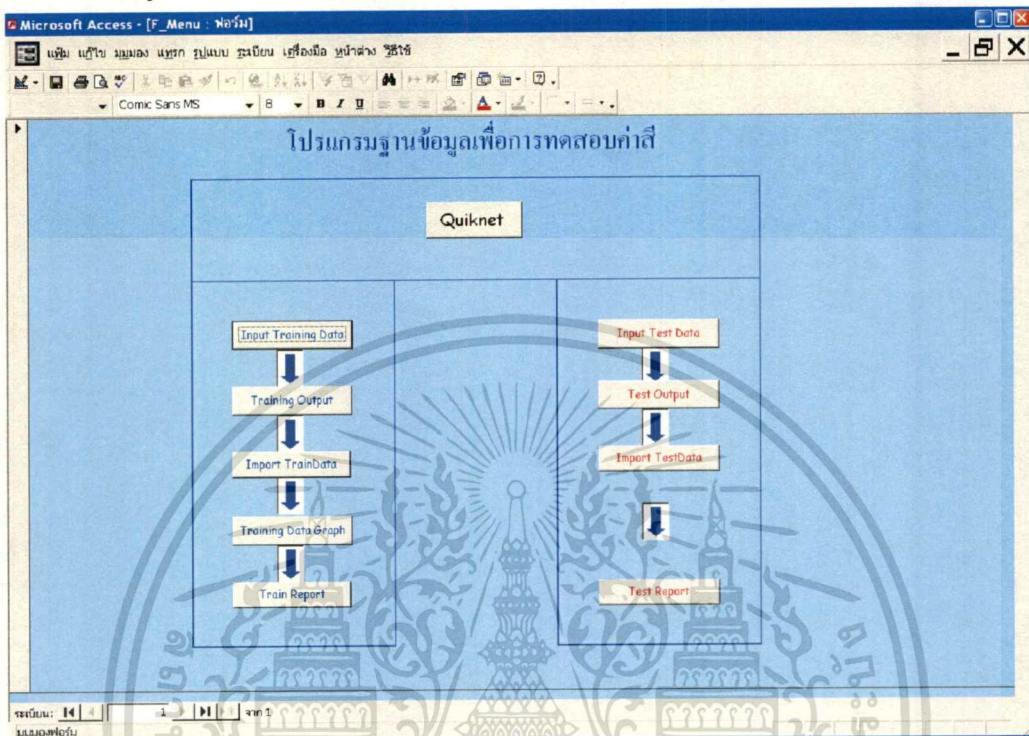 Microsoft Access - [F_Menu : ฟอร์ม]
แฟ้ม แก้ไข มุมมอง แทรก รูปแบบ ระเบียน เครื่องมือ หน้าต่าง วิธีใช้
Comic Sans MS 8 B I U
โปรแกรมฐานข้อมูลเพื่อการทดสอบค่าสี
Quiknet
Input Training Data
Training Output
Import TrainData
Training Data Graph
Train Report
Input Test Data
Test Output
Import TestData
Test Report
ระเบียน: 1 จาก 1
มุมมองฟอร์ม